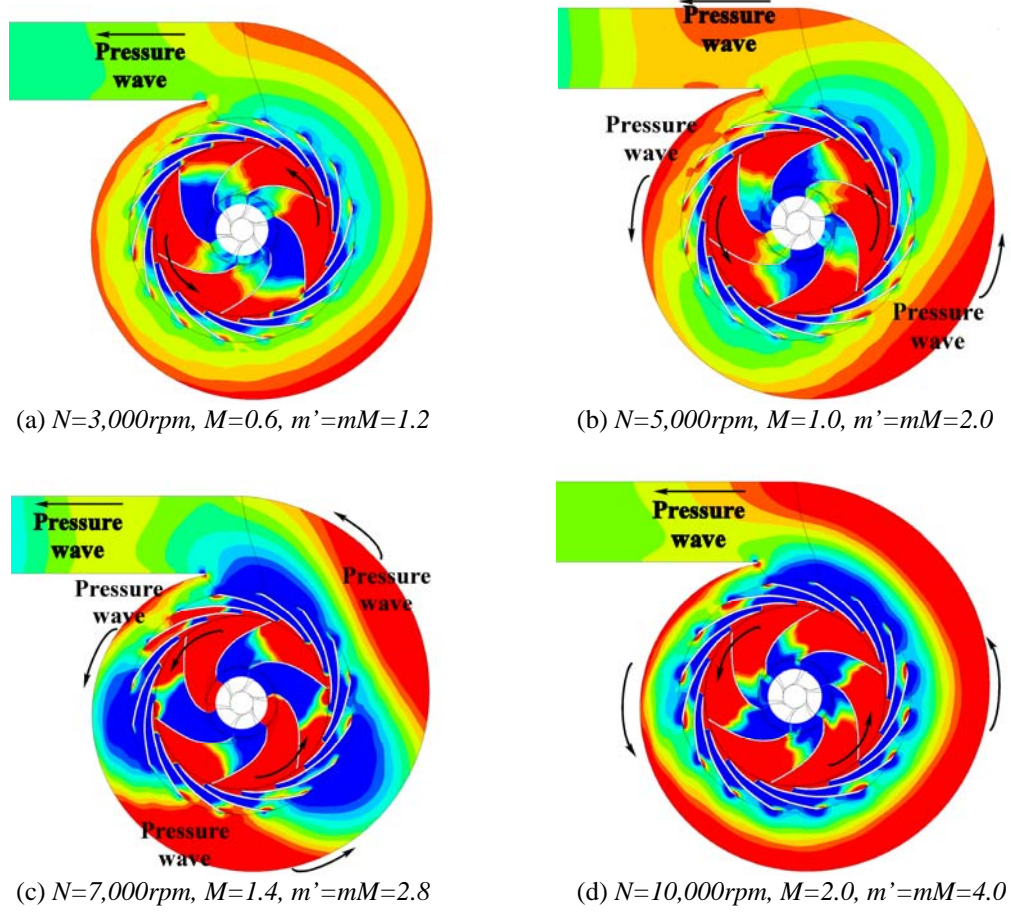 Pressure
wave
Pressure
wave
Pressure
wave
Pressure
wave
(a) N=3,000rpm, M=0.6, m’=mM=1.2
(b) N=5,000rpm, M=1.0, m’=mM=2.0
Pressure
wave
Pressure
wave
Pressure
wave
Pressure
wave
Pressure
wave
(c) N=7,000rpm, M=1.4, m’=mM=2.8
(d) N=10,000rpm, M=2.0, m’=mM=4.0